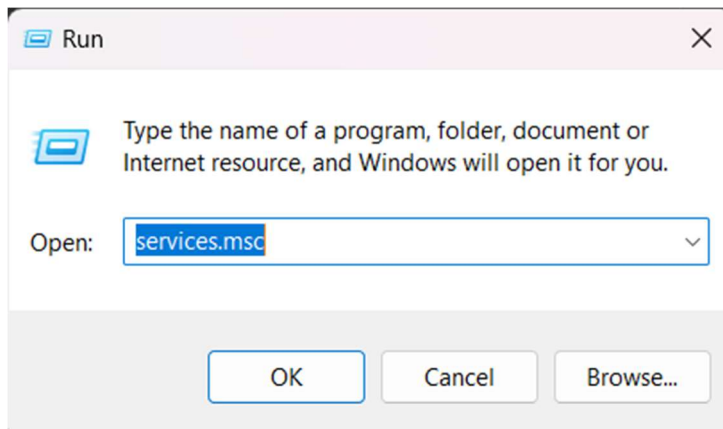 Run
Type the name of a program, folder, document or
Internet resource, and Windows will open it for you.
Open: services.msc
OK Cancel Browse...